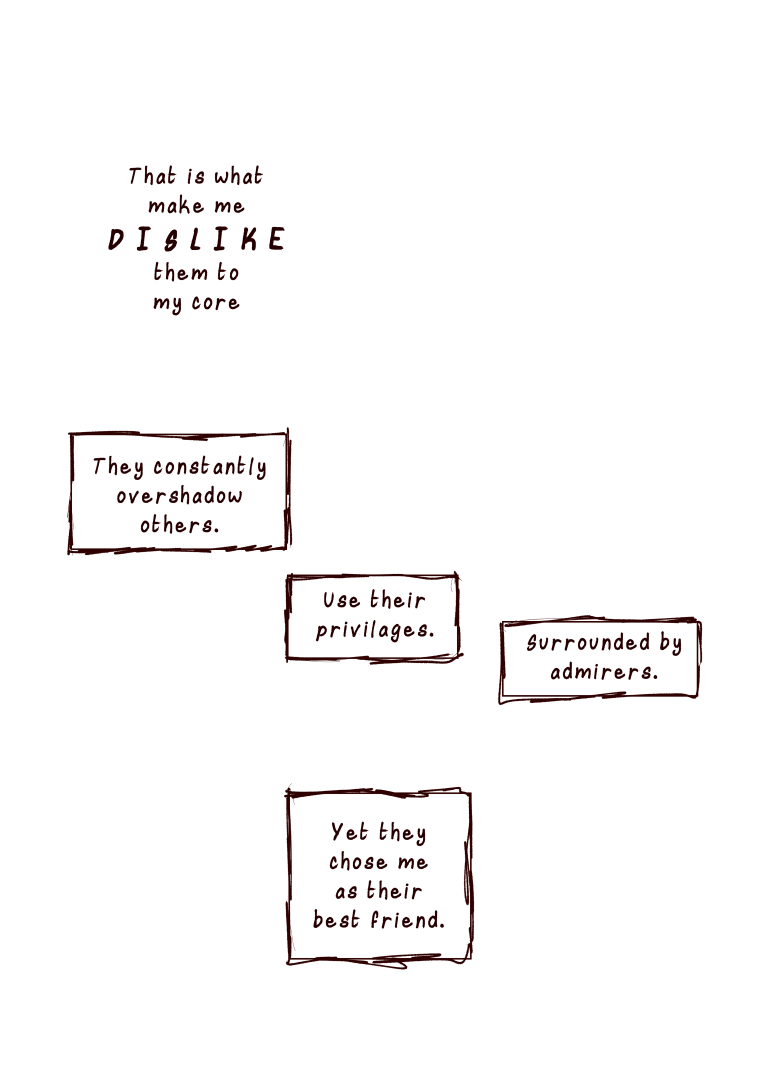 That is what
make me
DISLIKE
them to
my core
They constantly
overshadow
others.
Use their
privilages.
Surrounded by
admirers.
Yet they
chose me
as their
best friend.